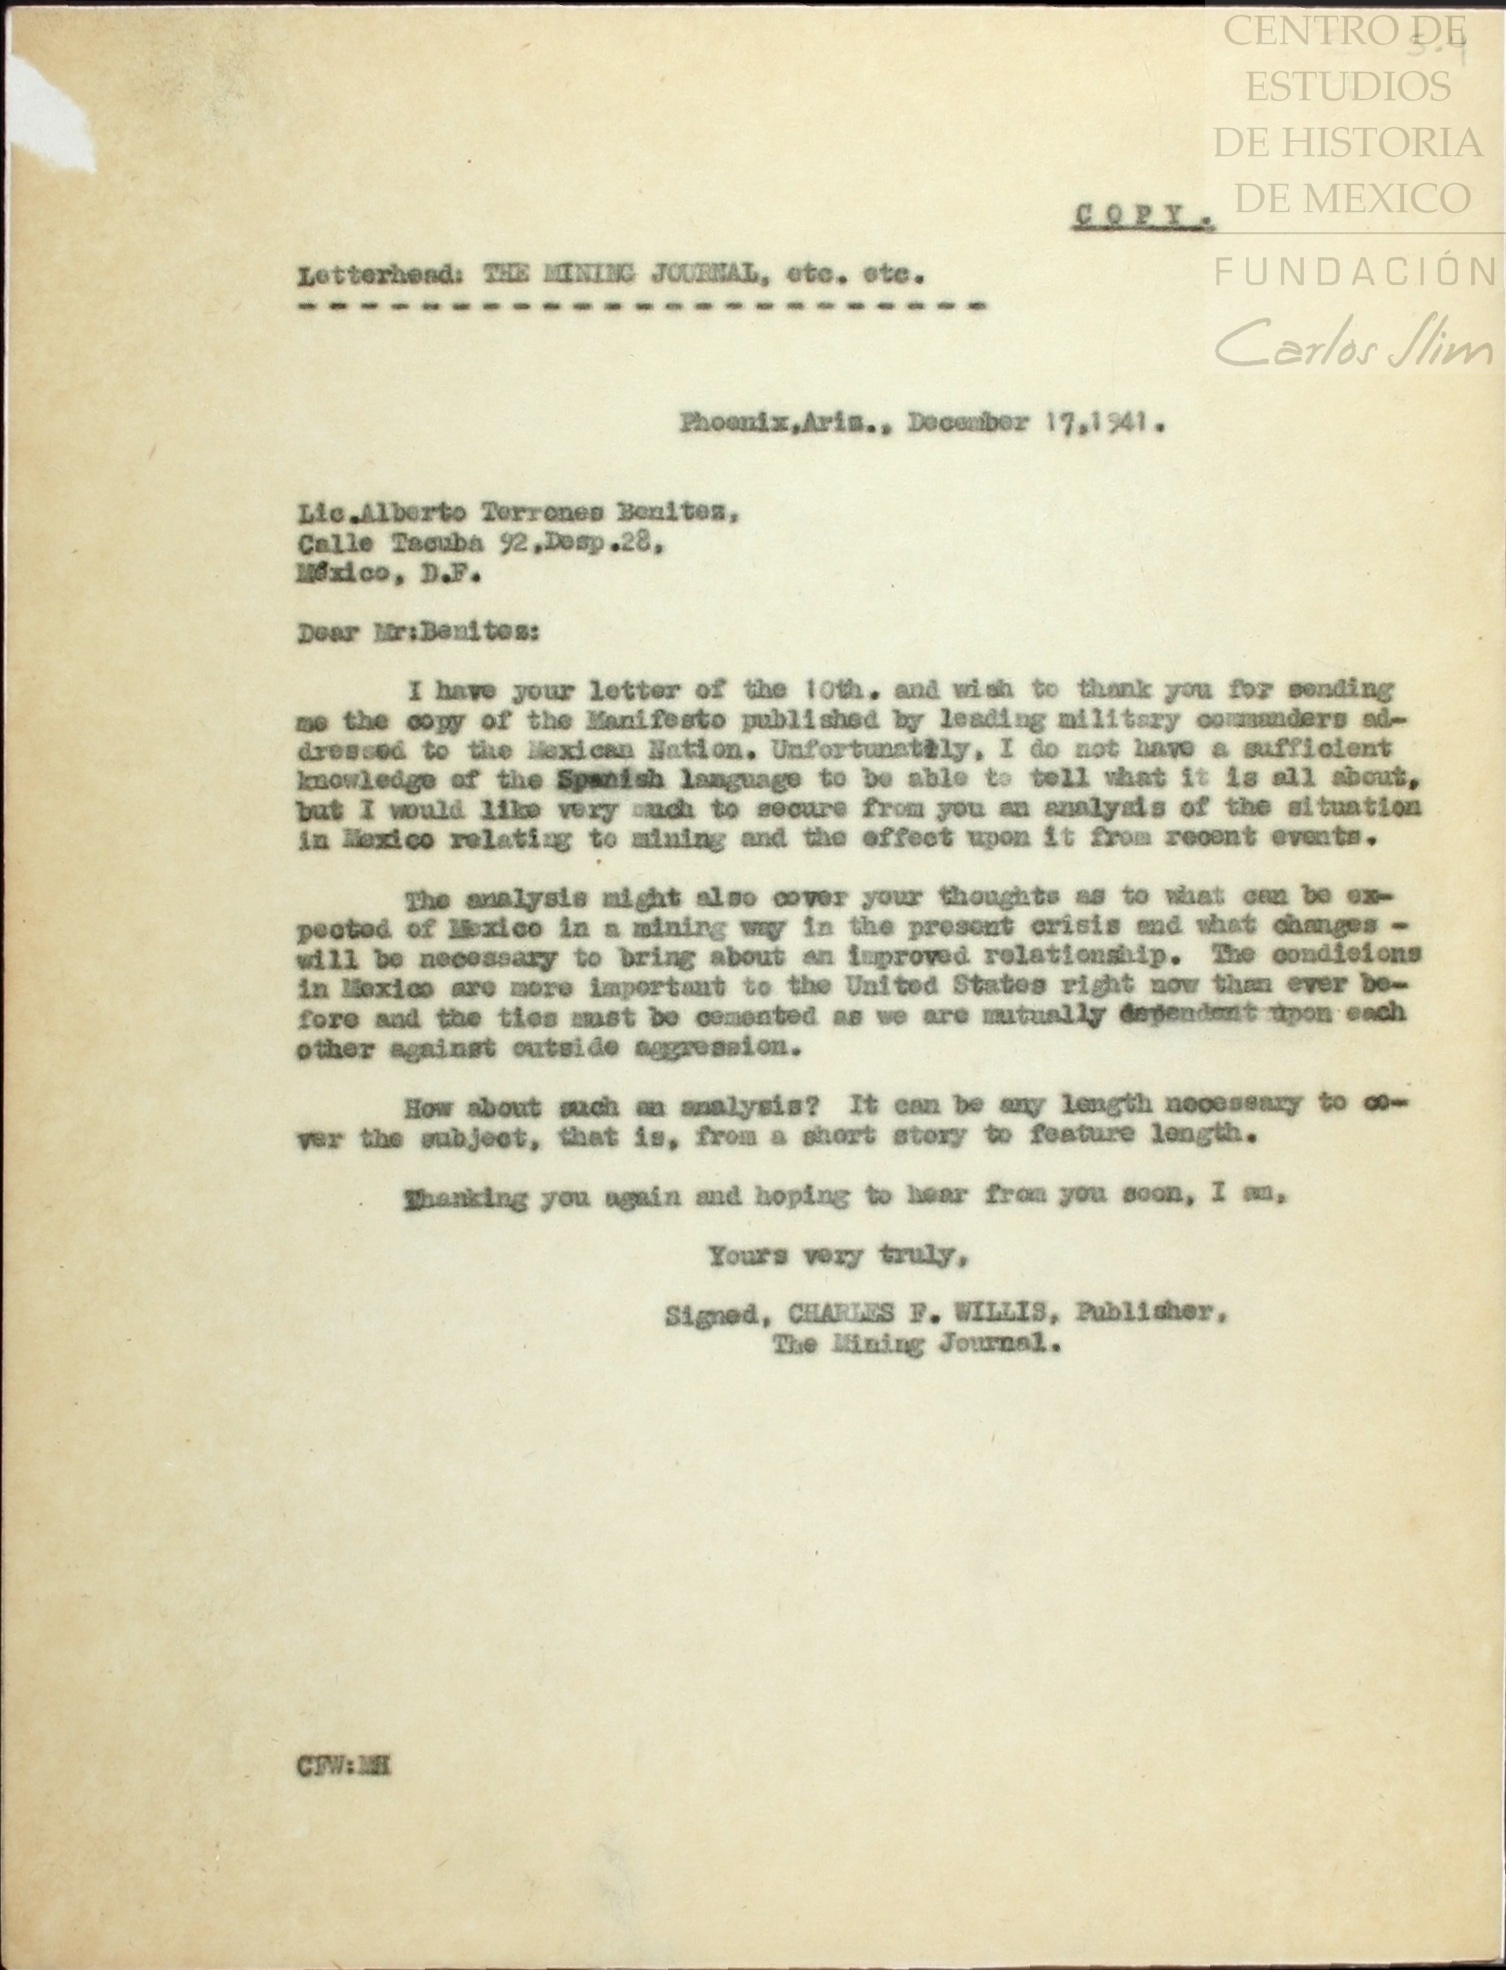 CENTRO DE
ESTUDIOS
DE HISTORIA
DE MEXICO
FUNDACIÓN
Carlos Slim
COPY.
Letterhead: THE MINING JOURNAL, etc. etc.
- - - - - - - - - - - - - - - - - - - - - - -
Phoenix,Ariz., December 17,1941.
Lic.Alberto Terrones Benitez,
Calle Tacuba 92,Desp.28,
México, D.F.
Dear Mr:Benitez:
I have your letter of the 10th. and wish to thank you for sending
me the copy of the Manifesto published by leading military commanders ad-
dressed to the Mexican Nation. Unfortunatly, I do not have a sufficient
knowledge of the Spanish language to be able to tell what it is all about,
but I would like very much to secure from you an analysis of the situation
in Mexico relating to mining and the effect upon it from recent events.
The analysis might also cover your thoughts as to what can be ex-
pected of Mexico in a mining way in the present crisis and what changes -
will be necessary to bring about an improved relationship. The condicions
in Mexico are more important to the United States right now than ever be-
fore and the ties must be cemented as we are mutually dependent upon each
other against outside aggression.
How about such an analysis? It can be any length necessary to co-
ver the subject, that is, from a short story to feature length.
Thanking you again and hoping to hear from you soon, I am,
Yours very truly,
Signed, CHARLES F. WILLIS, Publisher,
The Mining Journal.
CFW:MH